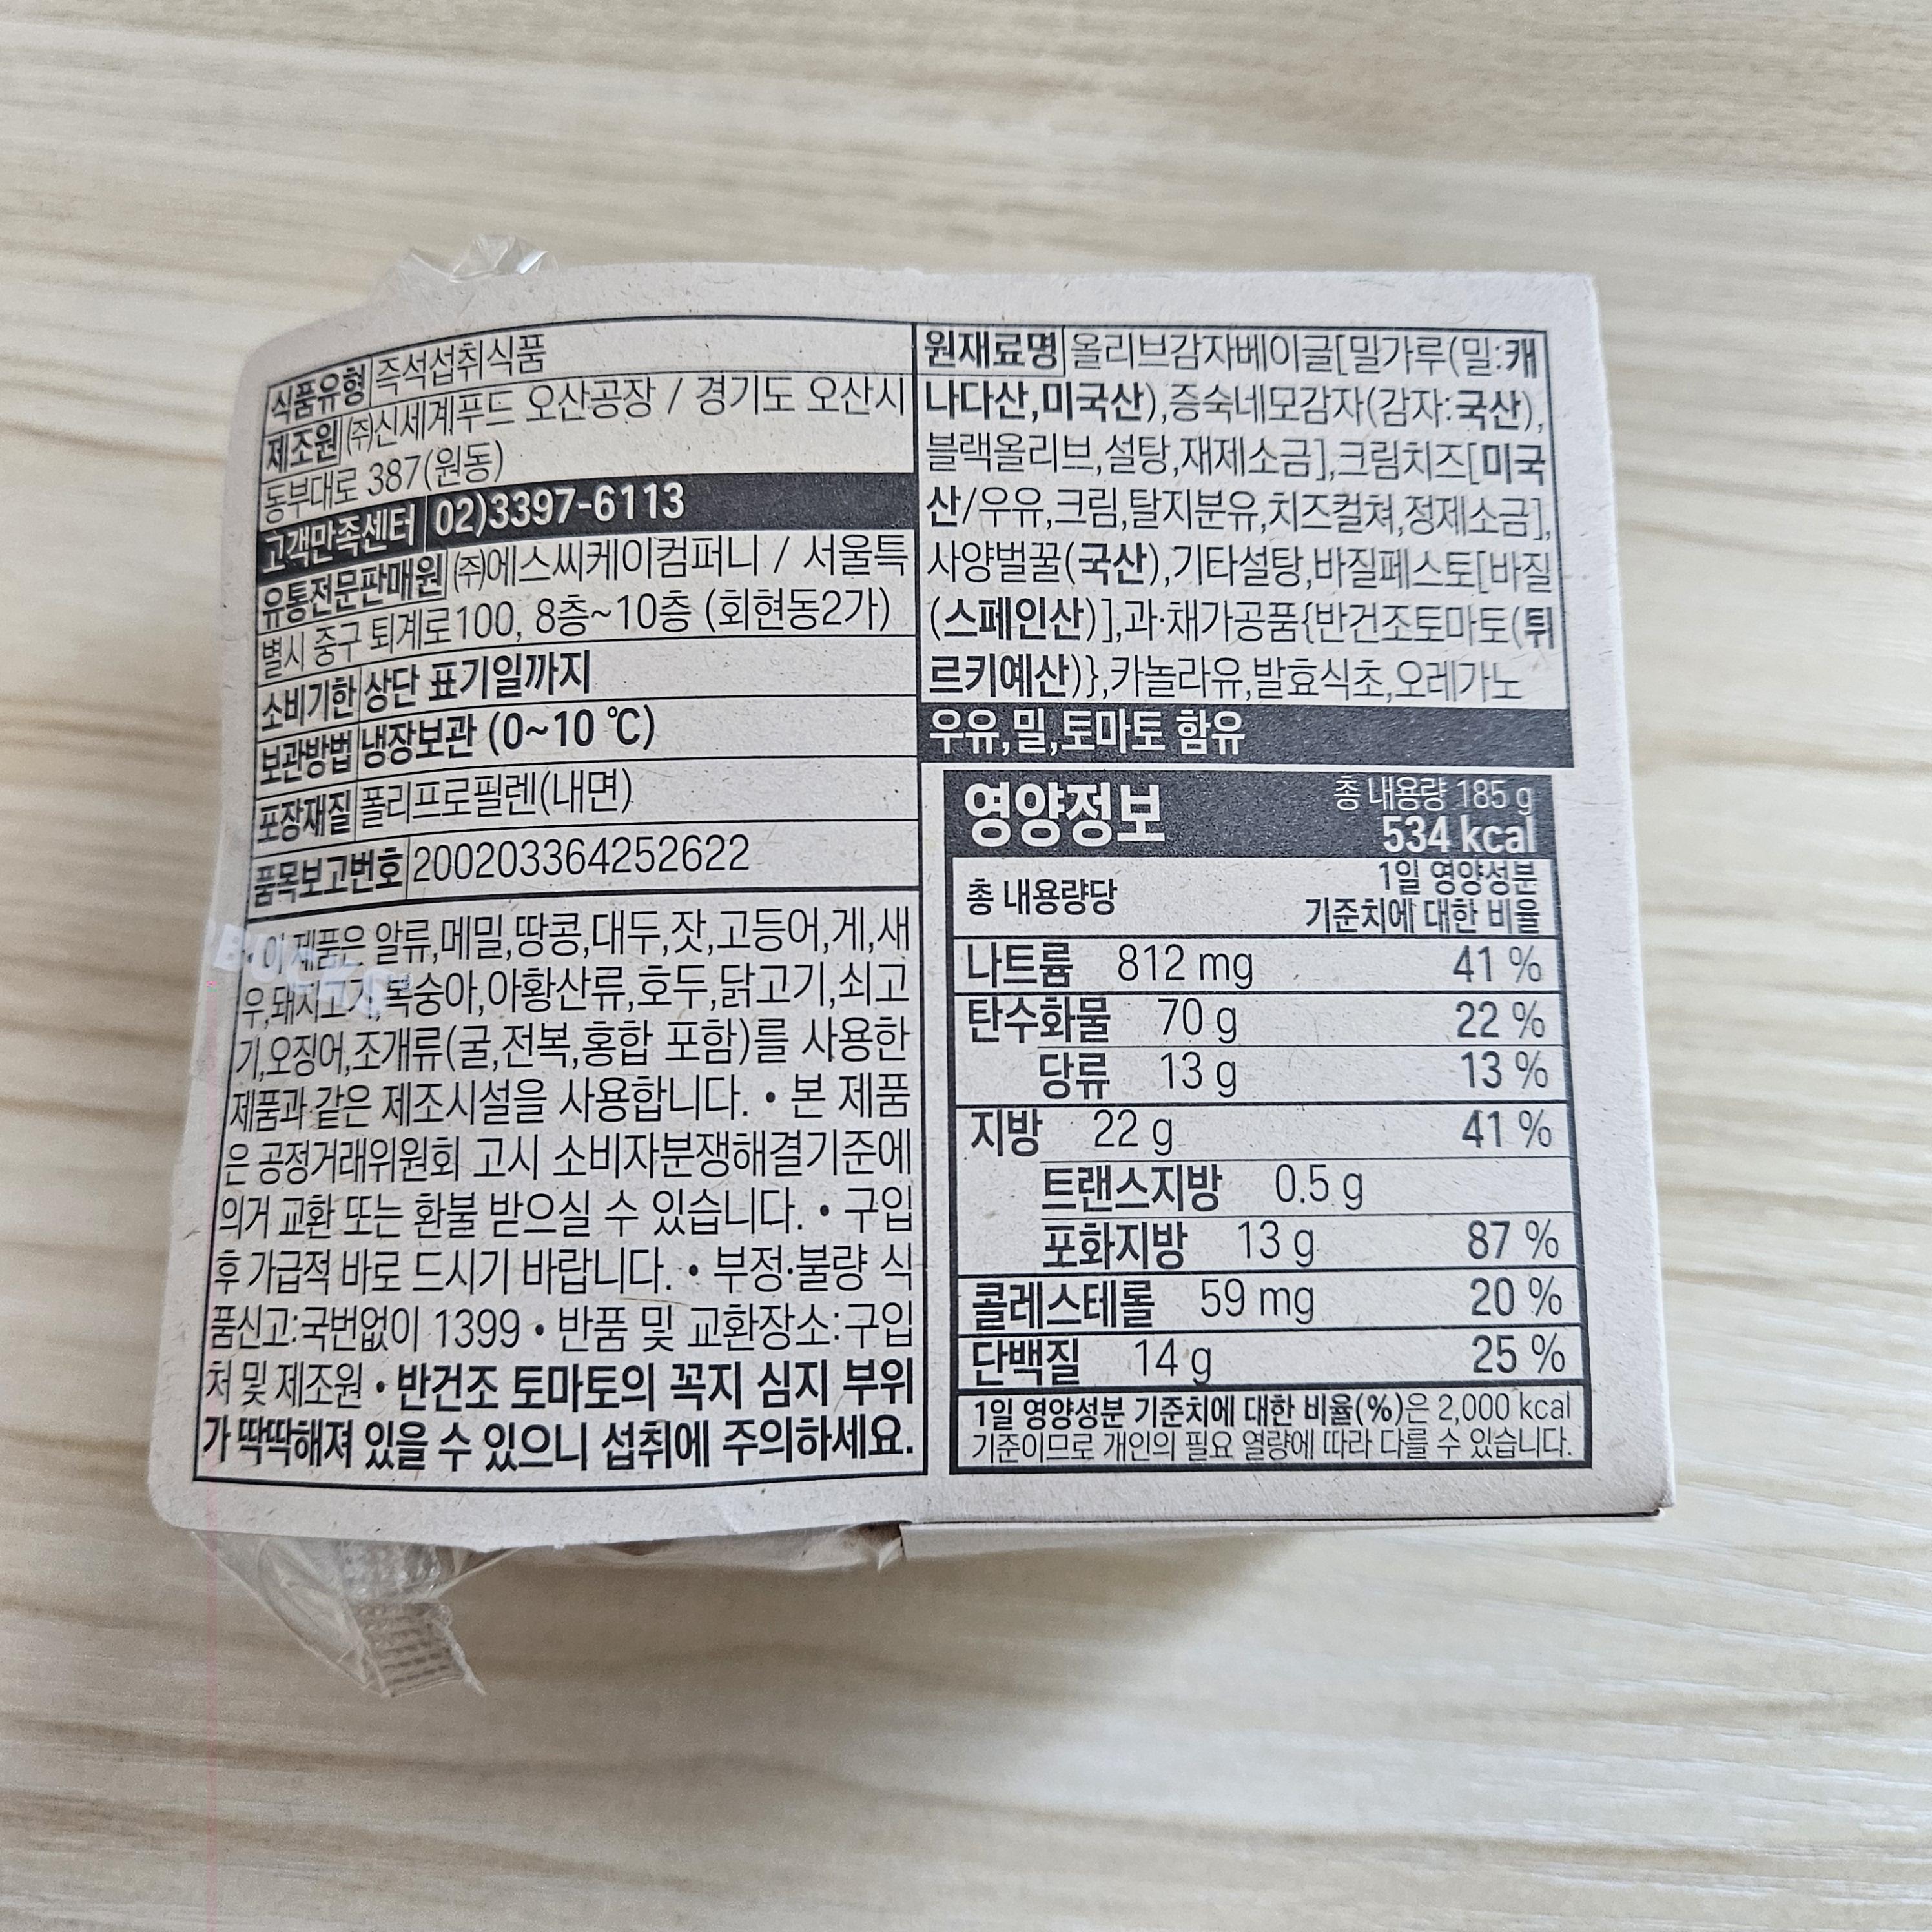 식품유형 즉석섭취식품
제조원 ㈜신세계푸드 오산공장 / 경기도 오산시
동부대로 387(원동)
고객만족센터 02)3397-6113
유통전문판매원 ㈜에스씨케이컴퍼니 / 서울특
별시 중구 퇴계로100, 8층~10층 (회현동2가)
소비기한 상단 표기일까지
보관방법 냉장보관 (0~10 ℃)
포장재질 폴리프로필렌(내면)
품목보고번호 200203364252622
• 이 제품은 알류,메밀,땅콩,대두,잣,고등어,게,새
우,돼지고기,복숭아,아황산류,호두,닭고기,쇠고
기,오징어,조개류(굴,전복,홍합 포함)를 사용한
제품과 같은 제조시설을 사용합니다. • 본 제품
은 공정거래위원회 고시 소비자분쟁해결기준에
의거 교환 또는 환불 받으실 수 있습니다. • 구입
후 가급적 바로 드시기 바랍니다. • 부정·불량 식
품신고:국번없이 1399 • 반품 및 교환장소:구입
처 및 제조원 • 반건조 토마토의 꼭지 심지 부위
가 딱딱해져 있을 수 있으니 섭취에 주의하세요.
원재료명 올리브감자베이글[밀가루(밀:캐
나다산,미국산),증숙네모감자(감자:국산),
블랙올리브,설탕,재제소금],크림치즈[미국
산/우유,크림,탈지분유,치즈컬쳐,정제소금],
사양벌꿀(국산),기타설탕,바질페스토[바질
(스페인산)],과·채가공품{반건조토마토(튀
르키예산)},카놀라유,발효식초,오레가노
우유,밀,토마토 함유
영양정보 총 내용량 185 g
534 kcal
총 내용량당 1일 영양성분
기준치에 대한 비율
나트륨 812 mg 41 %
탄수화물 70 g 22 %
당류 13 g 13 %
지방 22 g 41 %
트랜스지방 0.5 g
포화지방 13 g 87 %
콜레스테롤 59 mg 20 %
단백질 14 g 25 %
1일 영양성분 기준치에 대한 비율(%)은 2,000 kcal
기준이므로 개인의 필요 열량에 따라 다를 수 있습니다.